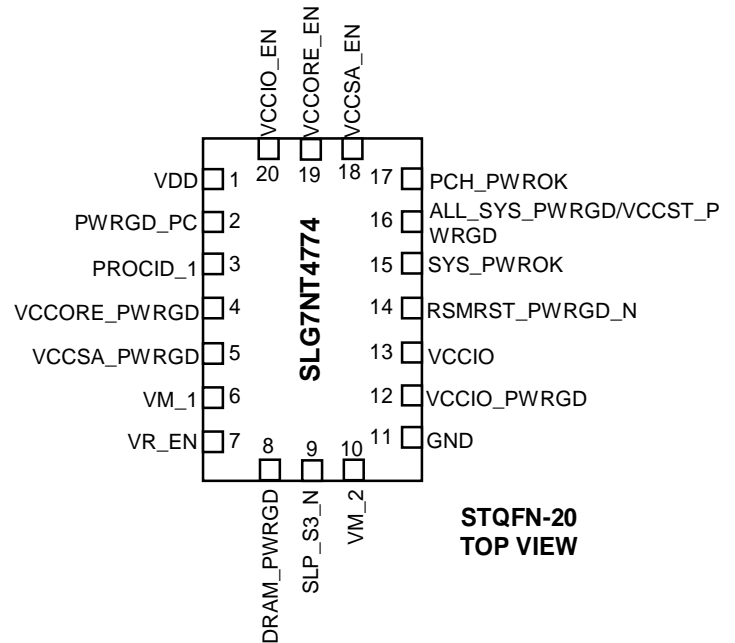 VCCIO_EN
VCCORE_EN
VCCSA_EN
20
19
18
VDD
1
PWRGD_PC
2
PROCID_1
3
VCCORE_PWRGD
4
VCCSA_PWRGD
5
VM_1
6
VR_EN
7
SLG7NT4774
17
PCH_PWROK
16
ALL_SYS_PWRGD/VCCST_P
WRGD
15
SYS_PWROK
14
RSMRST_PWRGD_N
13
VCCIO
12
VCCIO_PWRGD
11
GND
8
9
10
DRAM_PWRGD
SLP_S3_N
VM_2
STQFN-20
TOP VIEW